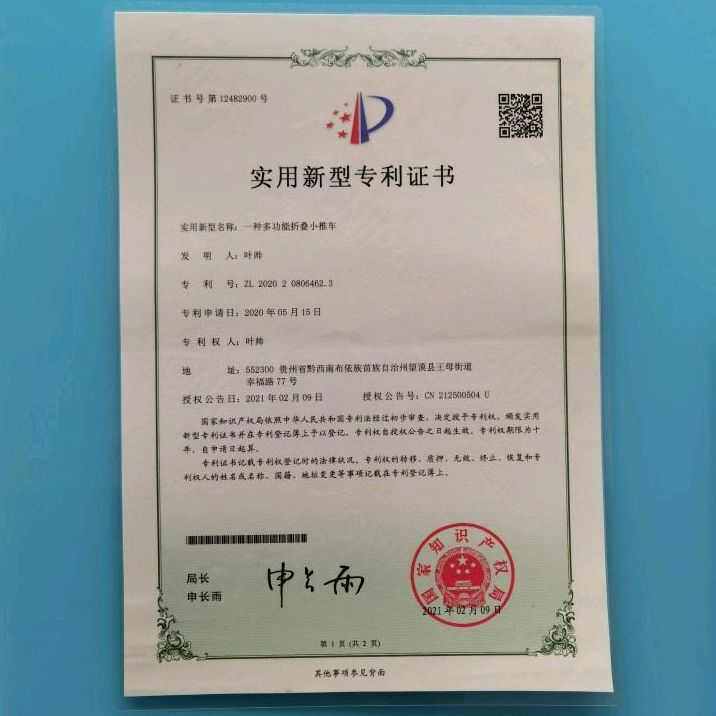 证书号第12482900号
实用新型专利证书
实用新型名称：一种多功能折叠小推车
发明人：叶帅
专利号：ZL 2020 2 0806462.3
专利申请日：2020年05月15日
专利权人：叶帅
地址：552300 贵州省黔西南布依族苗族自治州望谟县王母街道
幸福路77号
授权公告日：2021年02月09日 授权公告号：CN 212500504 U
国家知识产权局依照中华人民共和国专利法经过初步审查，决定授予专利权，颁发实用
新型专利证书并在专利登记簿上予以登记。专利权自授权公告之日起生效。专利权期限为十
年，自申请日起算。
专利证书记载专利权登记时的法律状况。专利权的转移、质押、无效、终止、恢复和专
利权人的姓名或名称、国籍、地址变更等事项记载在专利登记簿上。
局长
申长雨
申长雨
国家知识产权局
2021年02月09日
第1页(共2页)
其他事项参见背面